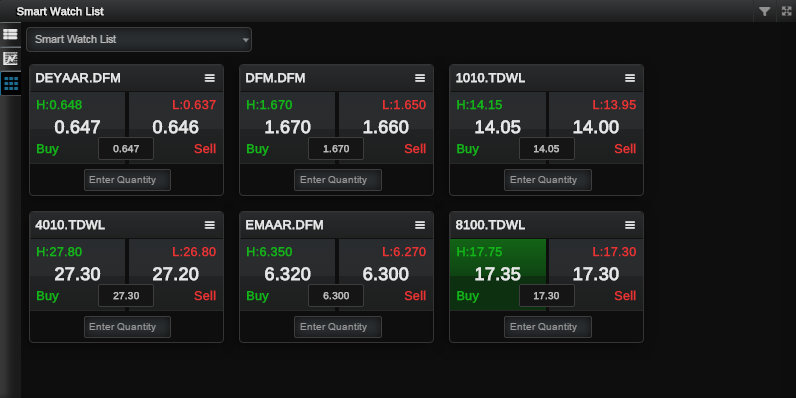 Smart Watch List
Smart Watch List
DEYAAR.DFM
H:0.648 L:0.637
0.647 0.646
Buy 0.647 Sell
Enter Quantity
DFM.DFM
H:1.670 L:1.650
1.670 1.660
Buy 1.670 Sell
Enter Quantity
1010.TDWL
H:14.15 L:13.95
14.05 14.00
Buy 14.05 Sell
Enter Quantity
4010.TDWL
H:27.80 L:26.80
27.30 27.20
Buy 27.30 Sell
Enter Quantity
EMAAR.DFM
H:6.350 L:6.270
6.320 6.300
Buy 6.300 Sell
Enter Quantity
8100.TDWL
H:17.75 L:17.30
17.35 17.30
Buy 17.30 Sell
Enter Quantity